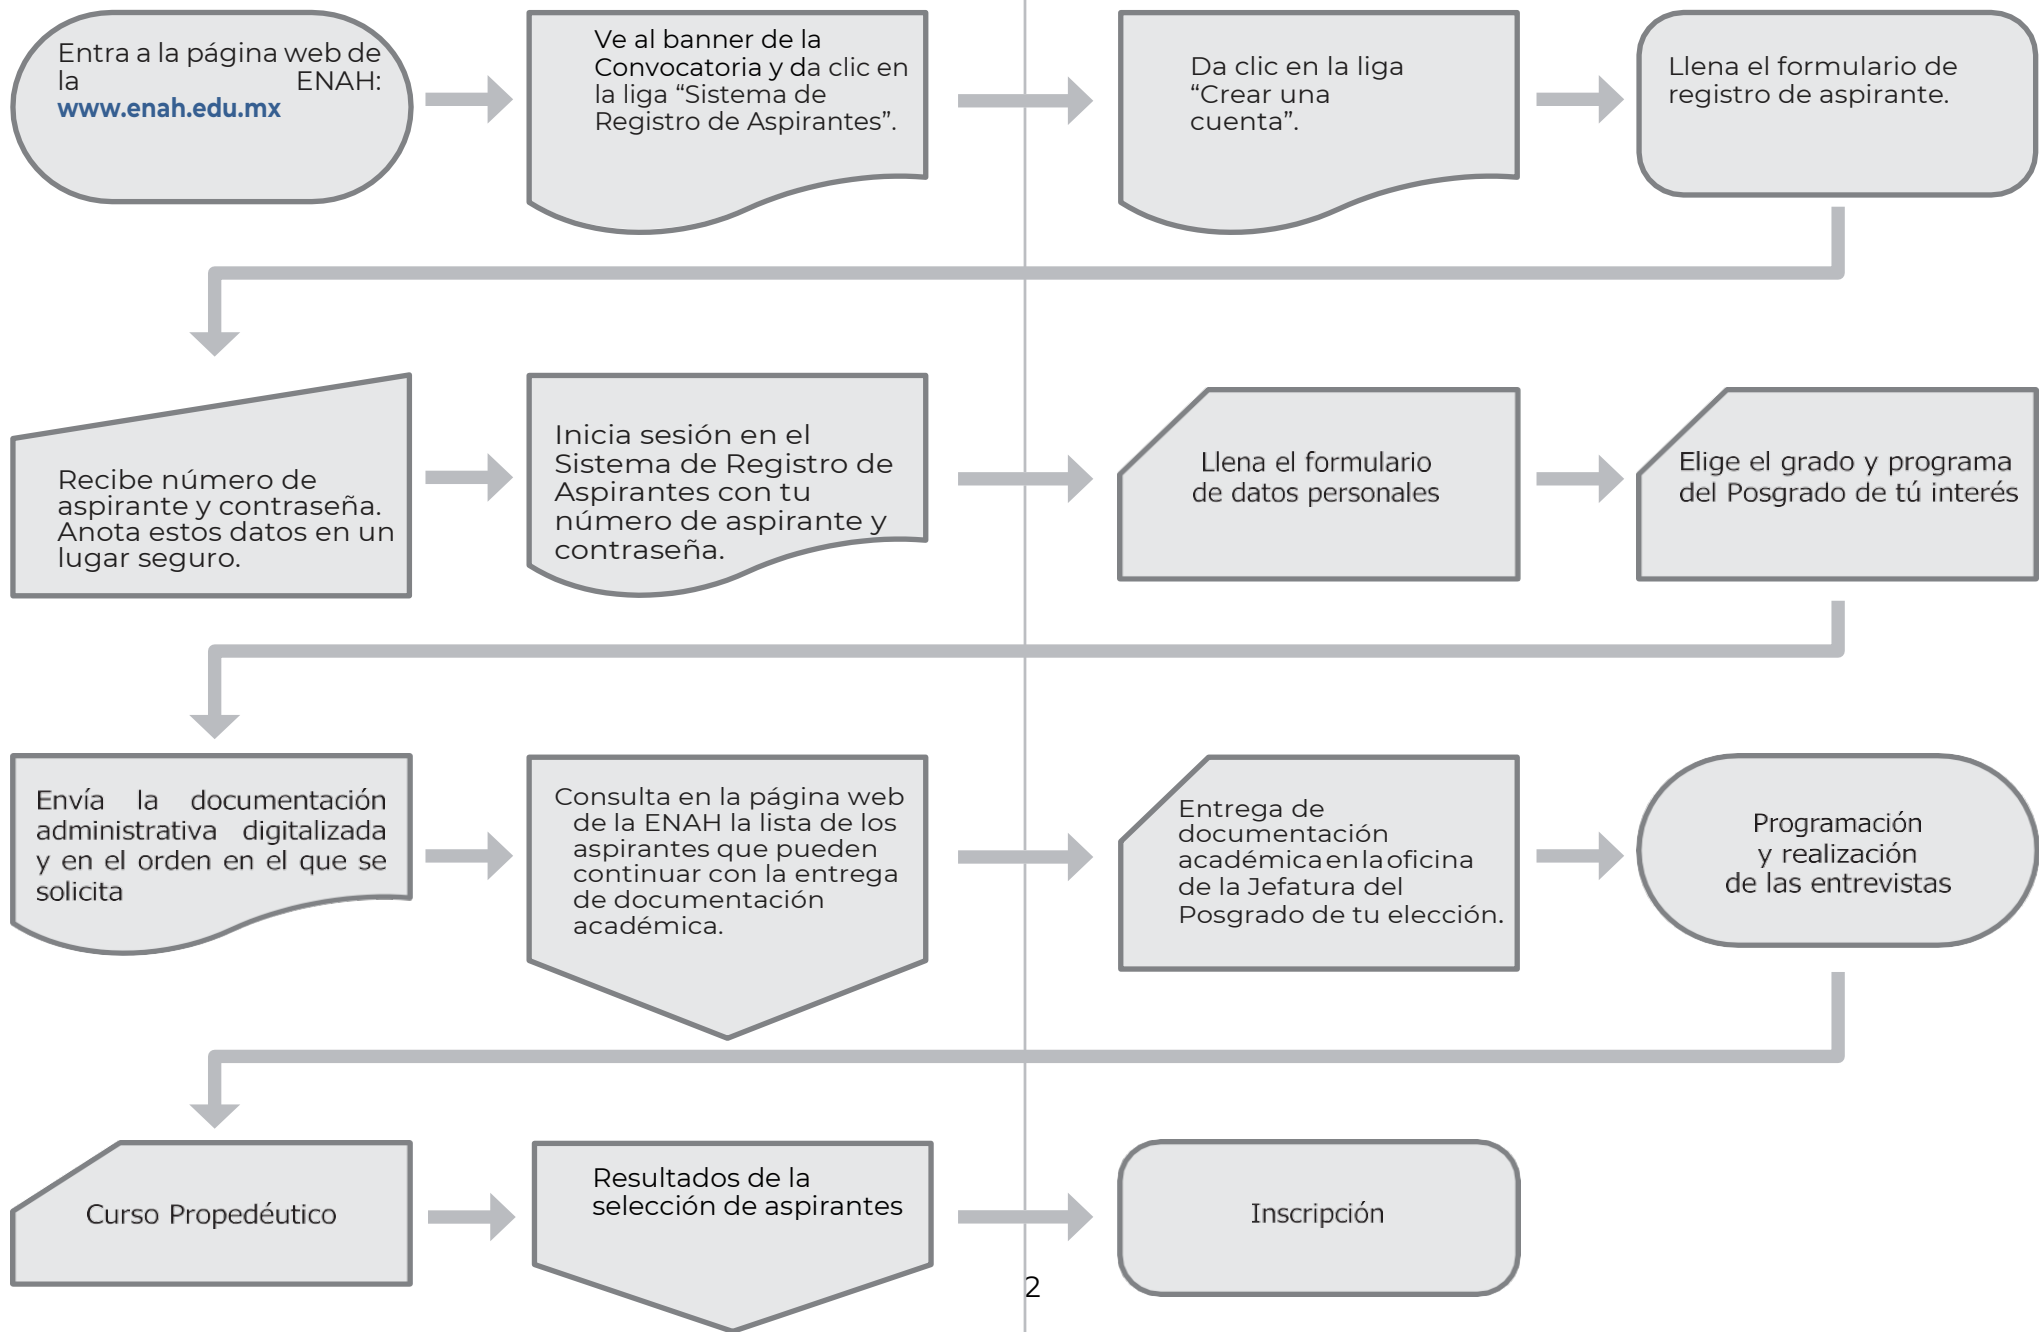 Entra a la página web de
la ENAH:
www.enah.edu.mx
Ve al banner de la
Convocatoria y da clic en
la liga “Sistema de
Registro de Aspirantes”.
Da clic en la liga
“Crear una
cuenta”.
Llena el formulario de
registro de aspirante.
Recibe número de
aspirante y contraseña.
Anota estos datos en un
lugar seguro.
Inicia sesión en el
Sistema de Registro de
Aspirantes con tu
número de aspirante y
contraseña.
Llena el formulario
de datos personales
Elige el grado y programa
del Posgrado de tú interés
Envía la documentación
administrativa digitalizada
y en el orden en el que se
solicita
Consulta en la página web
de la ENAH la lista de los
aspirantes que pueden
continuar con la entrega
de documentación
académica.
Entrega de
documentación
académica en la oficina
de la Jefatura del
Posgrado de tu elección.
Programación
y realización
de las entrevistas
Curso Propedéutico
Resultados de la
selección de aspirantes
Inscripción
2